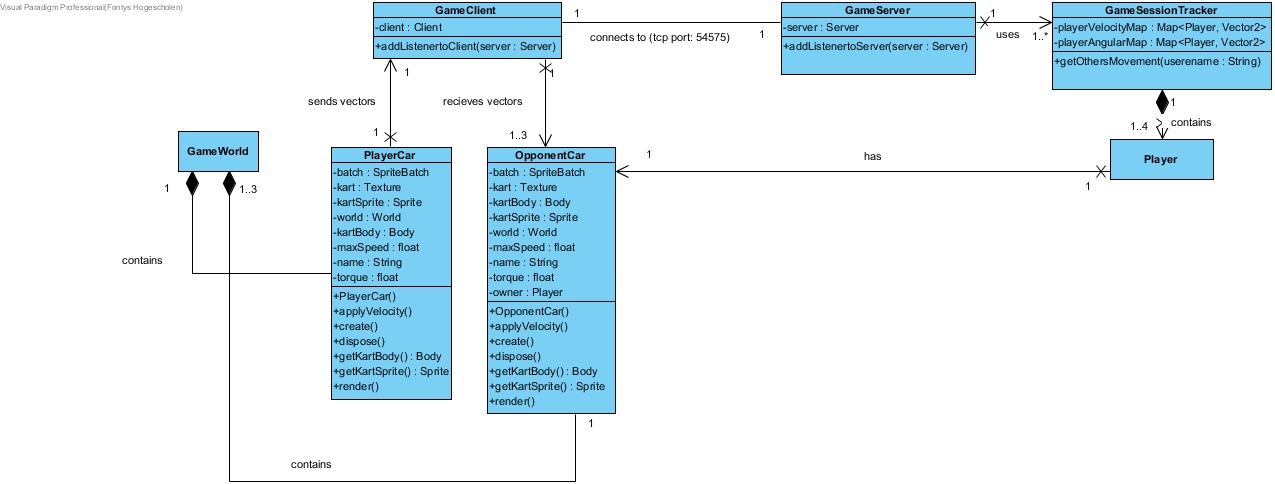 Visual Paradigm Professional(Fontys Hogescholen)
GameClient
-client : Client
+addListenertoClient(server : Server)
1
connects to (tcp port: 54575)
1
GameServer
-server : Server
+addListenertoServer(server : Server)
1
uses
1..*
GameSessionTracker
-playerVelocityMap : Map<Player, Vector2>
-playerAngularMap : Map<Player, Vector2>
+getOthersMovement(userename : String)
1
sends vectors
1
1
recieves vectors
1..3
1
contains
1..4
Player
1
has
1
GameWorld
1
1..3
contains
PlayerCar
-batch : SpriteBatch
-kart : Texture
-kartSprite : Sprite
-world : World
-kartBody : Body
-maxSpeed : float
-name : String
-torque : float
+PlayerCar()
+applyVelocity()
+create()
+dispose()
+getKartBody() : Body
+getKartSprite() : Sprite
+render()
OpponentCar
-batch : SpriteBatch
-kart : Texture
-kartBody : Body
-kartSprite : Sprite
-world : World
-maxSpeed : float
-name : String
-torque : float
-owner : Player
+OpponentCar()
+applyVelocity()
+create()
+dispose()
+getKartBody() : Body
+getKartSprite() : Sprite
+render()
1
contains